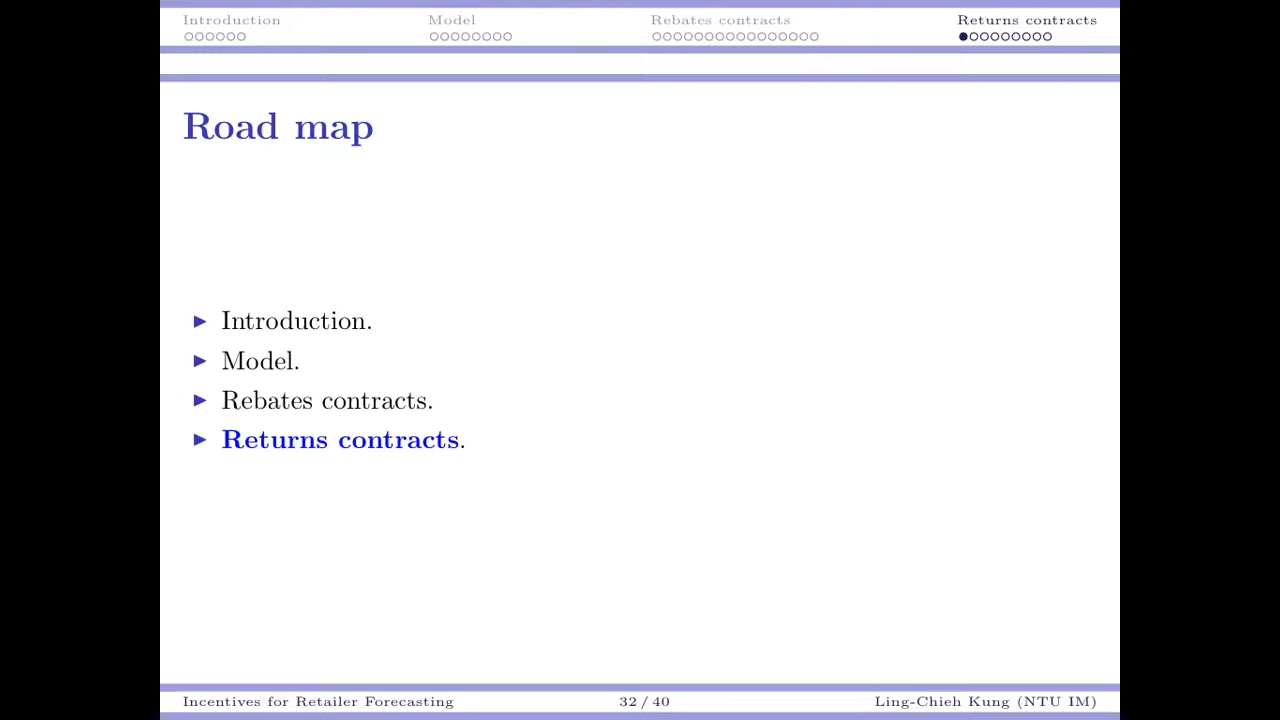 Introduction Model Rebates contracts Returns contracts
Road map
Introduction.
Model.
Rebates contracts.
Returns contracts.
Incentives for Retailer Forecasting 32 / 40 Ling-Chieh Kung (NTU IM)